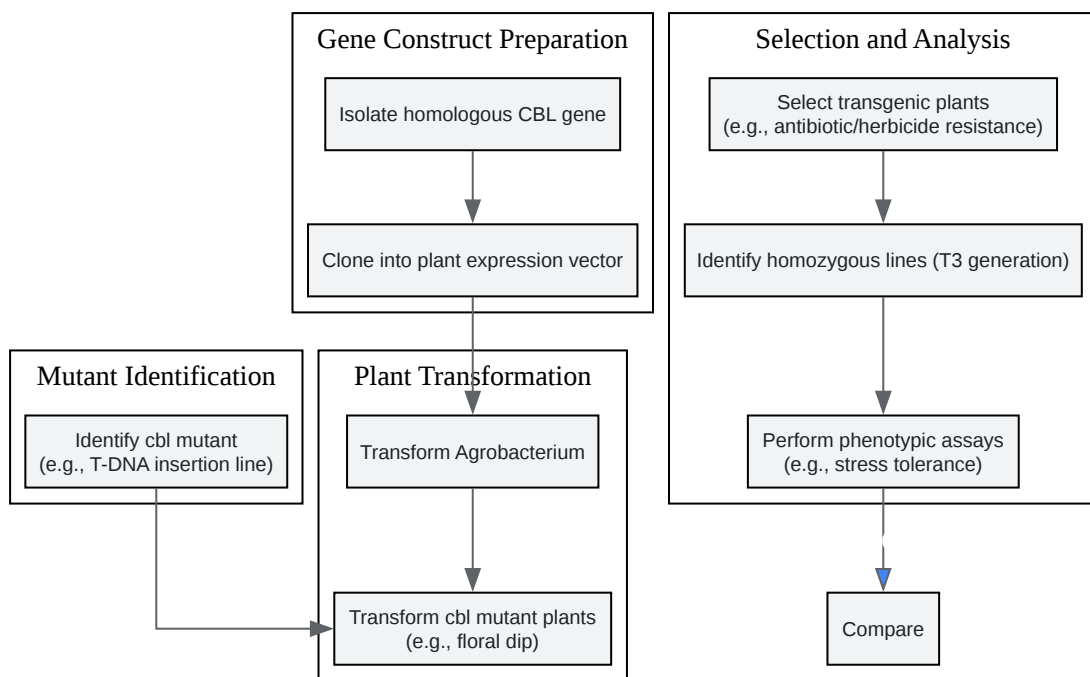 Gene Construct Preparation
Isolate homologous CBL gene
Clone into plant expression vector
Mutant Identification
Identify cbl mutant
(e.g., T-DNA insertion line)
Plant Transformation
Transform Agrobacterium
Transform cbl mutant plants
(e.g., floral dip)
Selection and Analysis
Select transgenic plants
(e.g., antibiotic/herbicide resistance)
Identify homozygous lines (T3 generation)
Perform phenotypic assays
(e.g., stress tolerance)
Compare